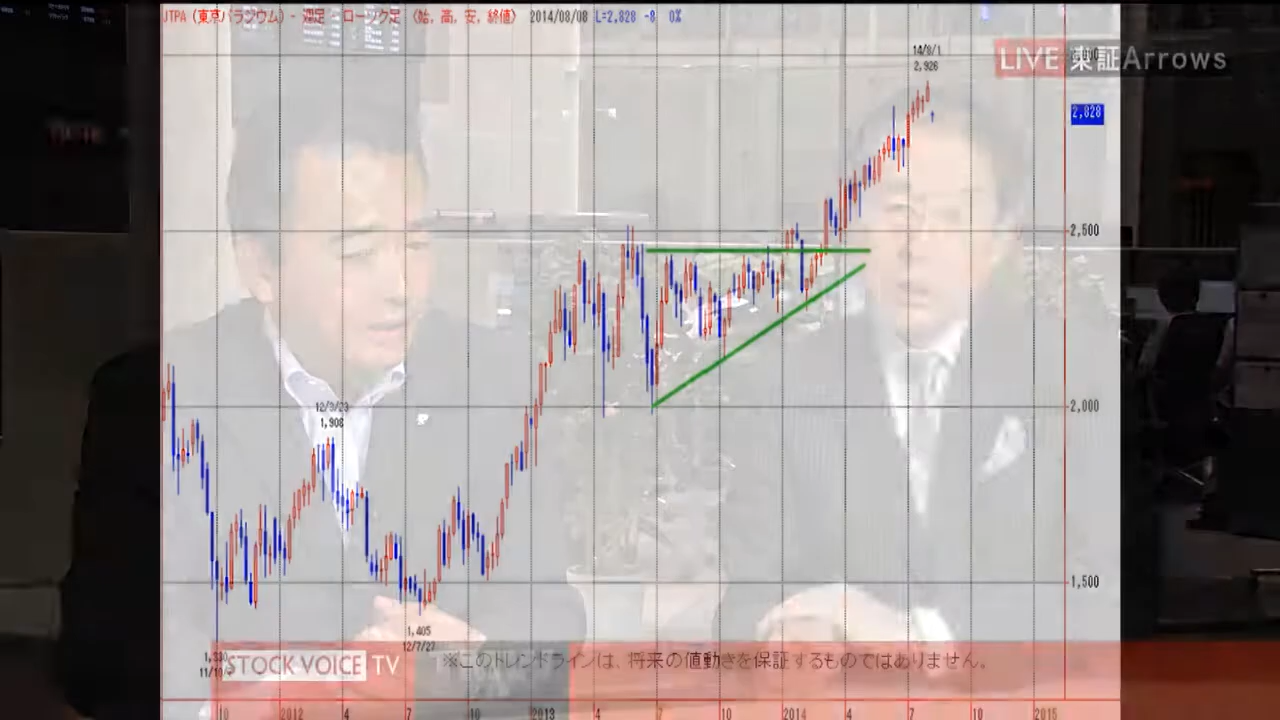 JTPA (東京パラジウム) - 週足 - ローソク足 (始, 高, 安, 終値) 2014/08/08 L=2,828 -8 0%
14/8/1
2,926
LIVE 東証Arrows
2,828
2,500
12/3/23
1,908
2,000
1,500
1,405
12/7/27
STOCK VOICE TV
※このトレンドラインは、将来の値動きを保証するものではありません。
10 2012 4 7 10 2013 4 7 10 2014 4 7 10 2015